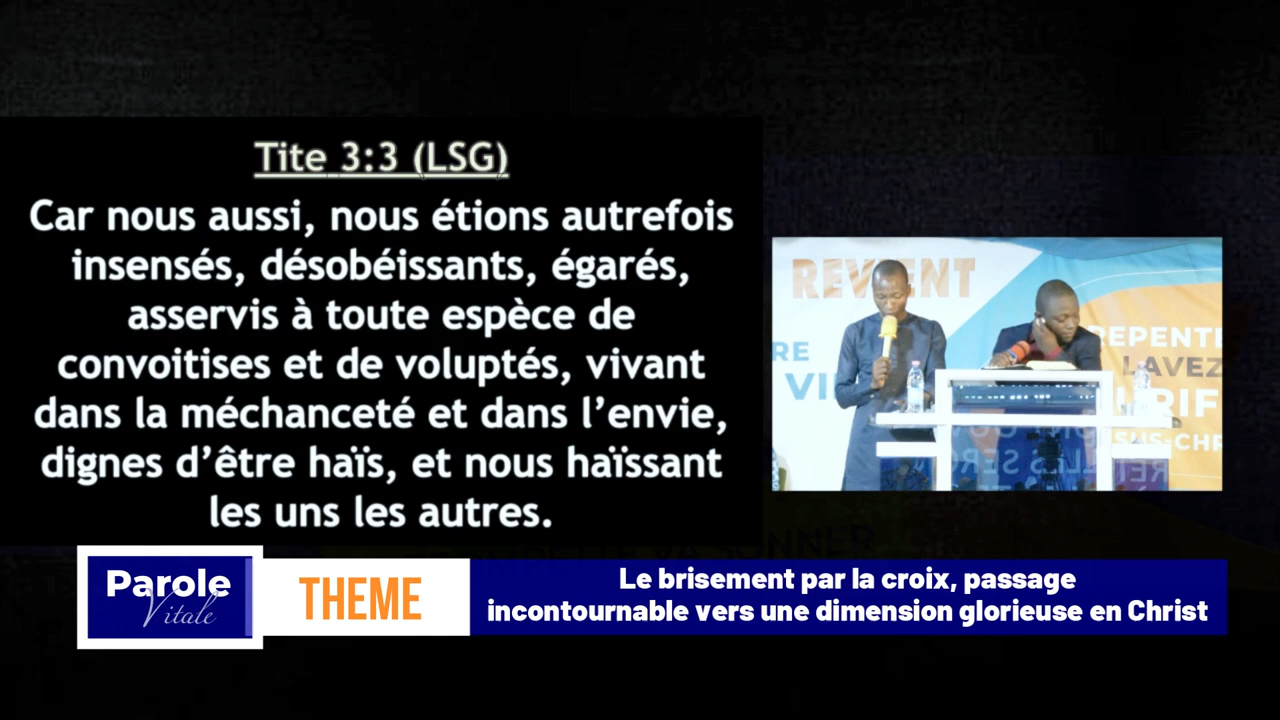 Tite 3:3 (LSG)
Car nous aussi, nous étions autrefois
insensés, désobéissants, égarés,
asservis à toute espèce de
convoitises et de voluptés, vivant
dans la méchanceté et dans l’envie,
dignes d’être haïs, et nous haïssant
les uns les autres.
REPENTE
LAVEZ
Parole
Vitale
THEME
Le brisement par la croix, passage
incontournable vers une dimension glorieuse en Christ